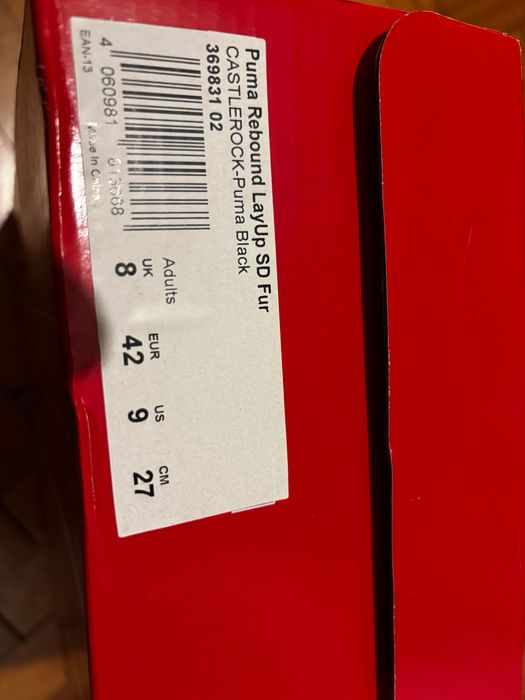 Puma Rebound LayUp SD Fur
CASTLEROCK-Puma Black
369831 02
4 060981
EAN-13
Made In China
Adults
UK EUR US CM
8 42 9 27